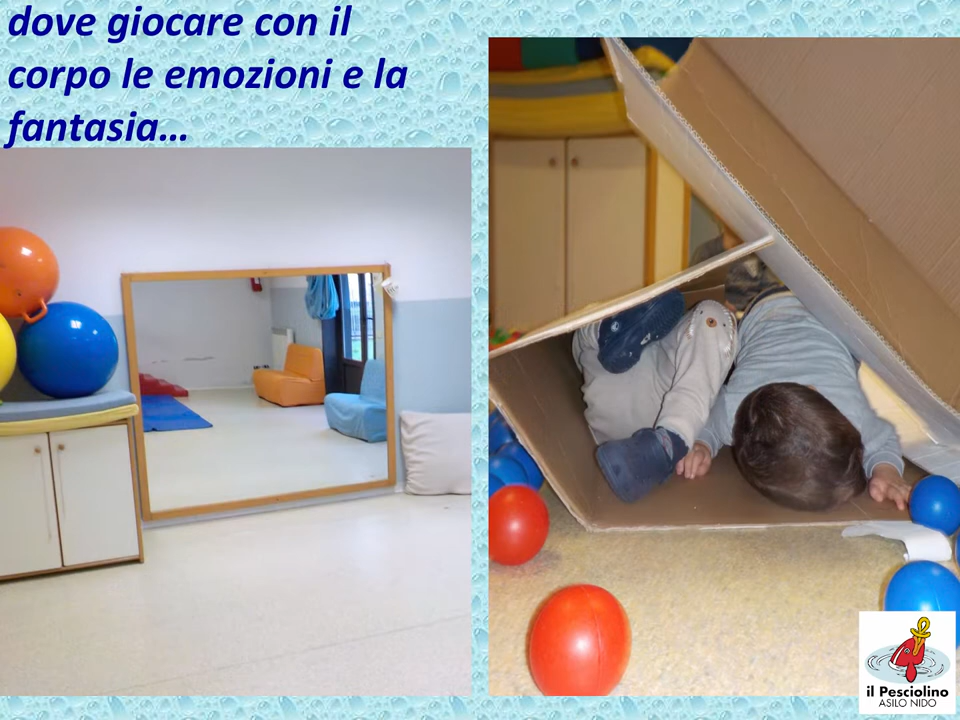 dove giocare con il
corpo le emozioni e la
fantasia…
il Pesciolino
ASILO NIDO